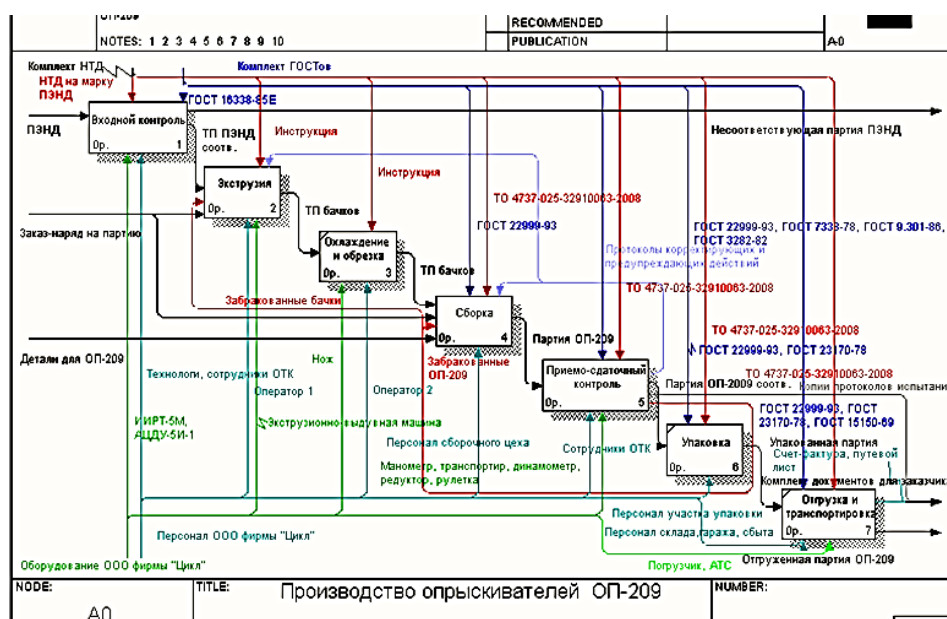 ОП-209
NOTES: 1 2 3 4 5 6 7 8 9 10
RECOMMENDED
PUBLICATION
A-0
Комплект НТД
НТД на марку
ПЭНД
Комплект ГОСТов
ГОСТ 16338-85Е
ПЭНД
Входной контроль
0р. 1
ТП ПЭНД
соотв.
Инструкция
Несоответствующая партия ПЭНД
Экструзия
0р. 2
Инструкция
ТО 4737-025-32910063-2008
ТП бачков
Заказ-наряд на партию
ГОСТ 22999-93
ГОСТ 22999-93, ГОСТ 7338-78, ГОСТ 9.301-86,
ГОСТ 3282-82
Охлаждение
и обрезка
0р. 3
ТП бачков
Протоколы корректирующих и
предупреждающих действий
ТО 4737-025-32910063-2008
Забракованные бачки
Сборка
0р. 4
Партия ОП-209
ТО 4737-025-32910063-2008
ГОСТ 22999-93, ГОСТ 23170-78
Детали для ОП-209
Нож
Забракованные
ОП-209
Приемо-сдаточный
контроль
0р. 5
ТО 4737-025-32910063-2008
Партия ОП-2009 соотв.
Копии протоколов испытани
Технологи, сотрудники ОТК
Оператор 1
Оператор 2
ИИРТ-5М,
АЦДУ-5И-1
Экструзионно-выдувная машина
ГОСТ 22999-93, ГОСТ
23170-78, ГОСТ 15150-69
Персонал сборочного цеха
Сотрудники ОТК
Упаковка
0р. 6
Упакованная партия
Счет-фактура, путевой
лист
Манометр, транспортир, динамометр,
редуктор, рулетка
Комплект документов для заказчика
Отгрузка и
транспортировка
0р. 7
Персонал участка упаковки
Персонал склада,гаража, сбыта
Персонал ООО фирмы "Цикл"
Оборудование ООО фирмы "Цикл"
Погрузчик, АТС
Отгруженная партия ОП-209
NODE:
A0
TITLE:
Производство опрыскивателей ОП-209
NUMBER: